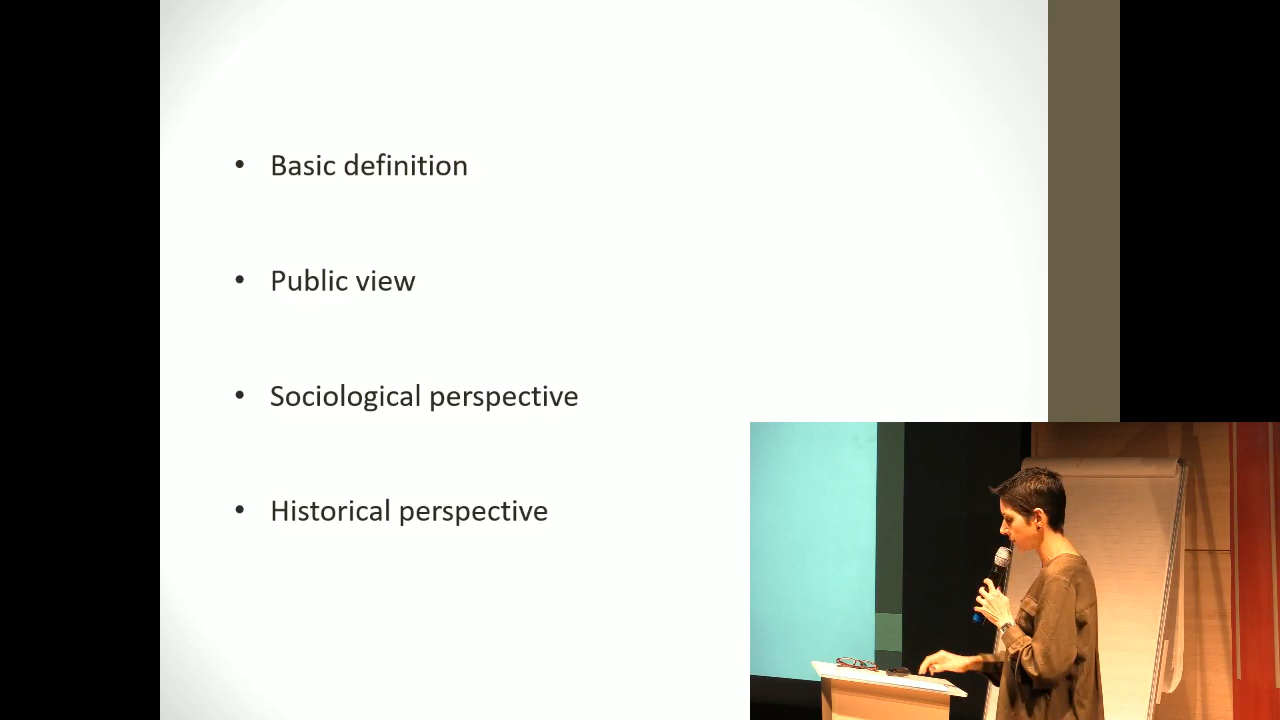 • Basic definition
• Public view
• Sociological perspective
• Historical perspective